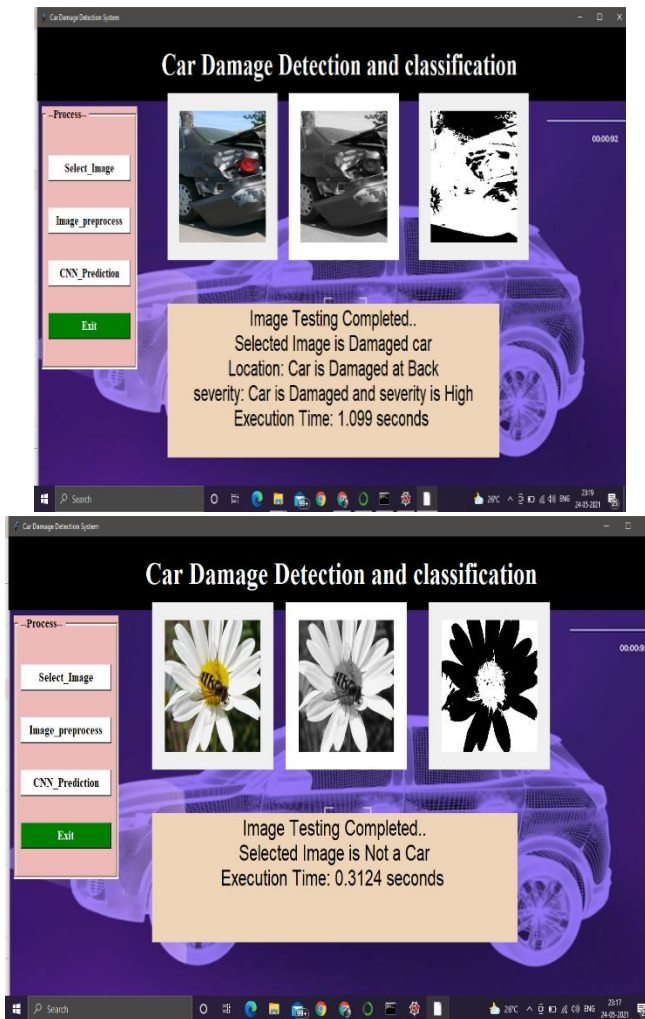 Car Damage Detection System
Car Damage Detection and classification
--Process--
Select_Image
Image_preprocess
CNN_Prediction
Exit
00:00:92
Image Testing Completed..
Selected Image is Damaged car
Location: Car is Damaged at Back
severity: Car is Damaged and severity is High
Execution Time: 1.099 seconds
Search
99+
26°C
ENG
23:19
24-05-2021
Car Damage Detection System
Car Damage Detection and classification
--Process--
Select_Image
Image_preprocess
CNN_Prediction
Exit
Image Testing Completed..
Selected Image is Not a Car
Execution Time: 0.3124 seconds
Search
99+
26°C
ENG
23:17
24-05-2021